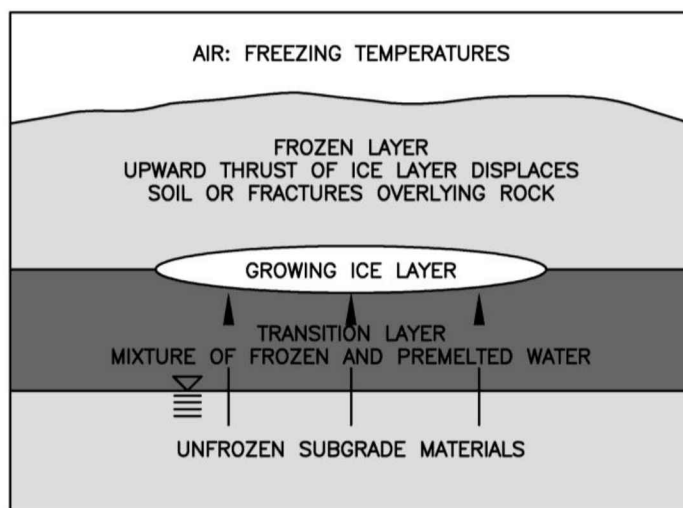 AIR: FREEZING TEMPERATURES
FROZEN LAYER
UPWARD THRUST OF ICE LAYER DISPLACES
SOIL OR FRACTURES OVERLYING ROCK
GROWING ICE LAYER
TRANSITION LAYER
MIXTURE OF FROZEN AND PREMELTED WATER
UNFROZEN SUBGRADE MATERIALS